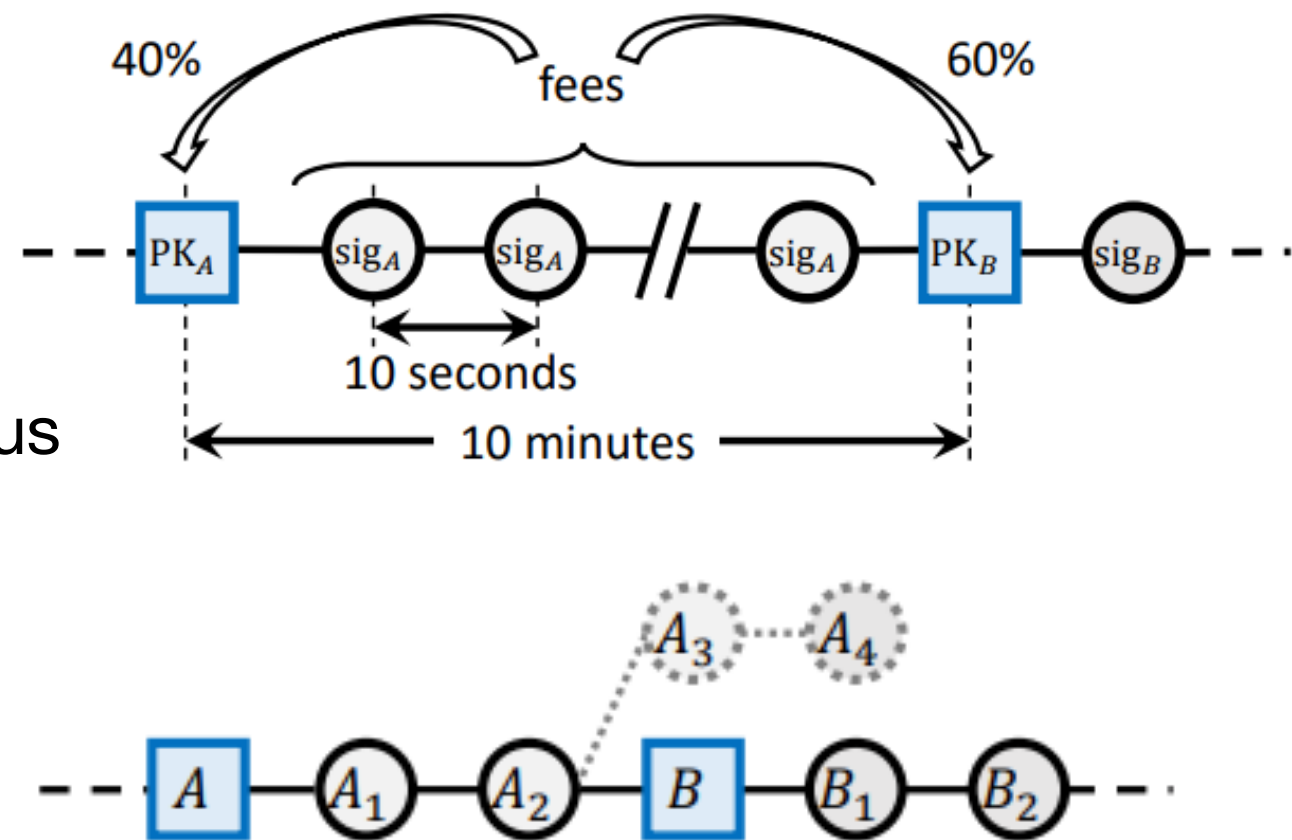 40% 60%
fees
PK_A sig_A sig_A sig_A PK_B sig_B
10 seconds
us
10 minutes
A_3 A_4
A A_1 A_2 B B_1 B_2